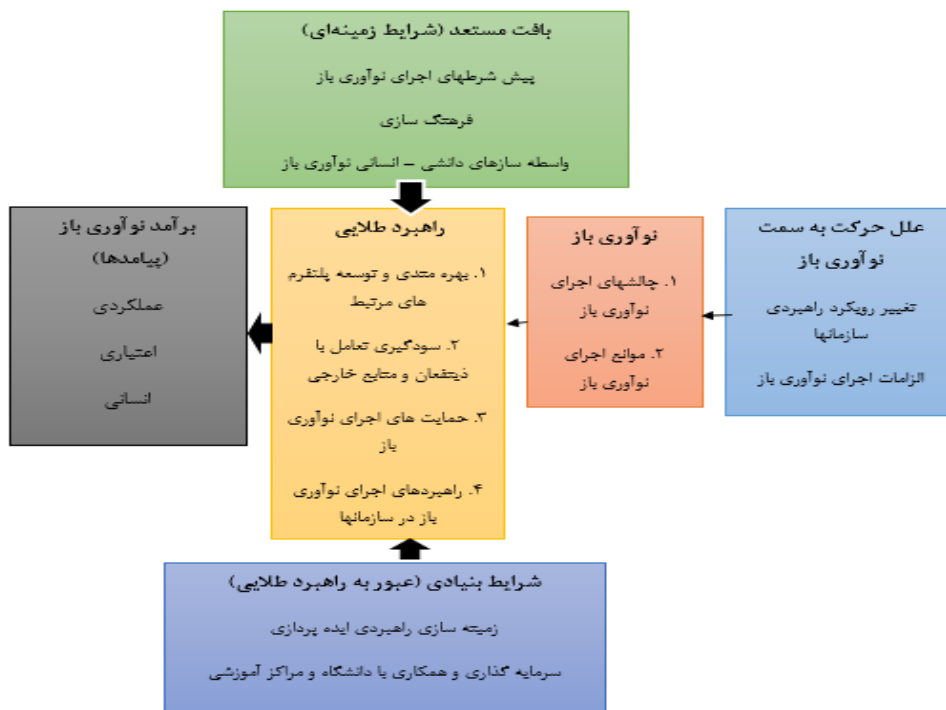 بافت مستعد (شرایط زمینه‌ای)
پیش شرطهای اجرای نوآوری باز
فرهنگ سازی
واسطه سازهای دانشی – انسانی نوآوری باز
علل حرکت به سمت
نوآوری باز
تغییر رویکرد راهبردی
سازمانها
الزامات اجرای نوآوری باز
نوآوری باز
۱. چالشهای اجرای
نوآوری باز
۲. موانع اجرای
نوآوری باز
راهبرد طلایی
۱. بهره مندی و توسعه پلتفرم
های مرتبط
۲. سودگیری تعامل با
ذینفعان و منابع خارجی
۳. حمایت های اجرای نوآوری
باز
۴. راهبردهای اجرای نوآوری
باز در سازمانها
برآمد نوآوری باز
(پیامدها)
عملکردی
اعتباری
انسانی
شرایط بنیادی (عبور به راهبرد طلایی)
زمینه سازی راهبردی ایده پردازی
سرمایه گذاری و همکاری با دانشگاه و مراکز آموزشی